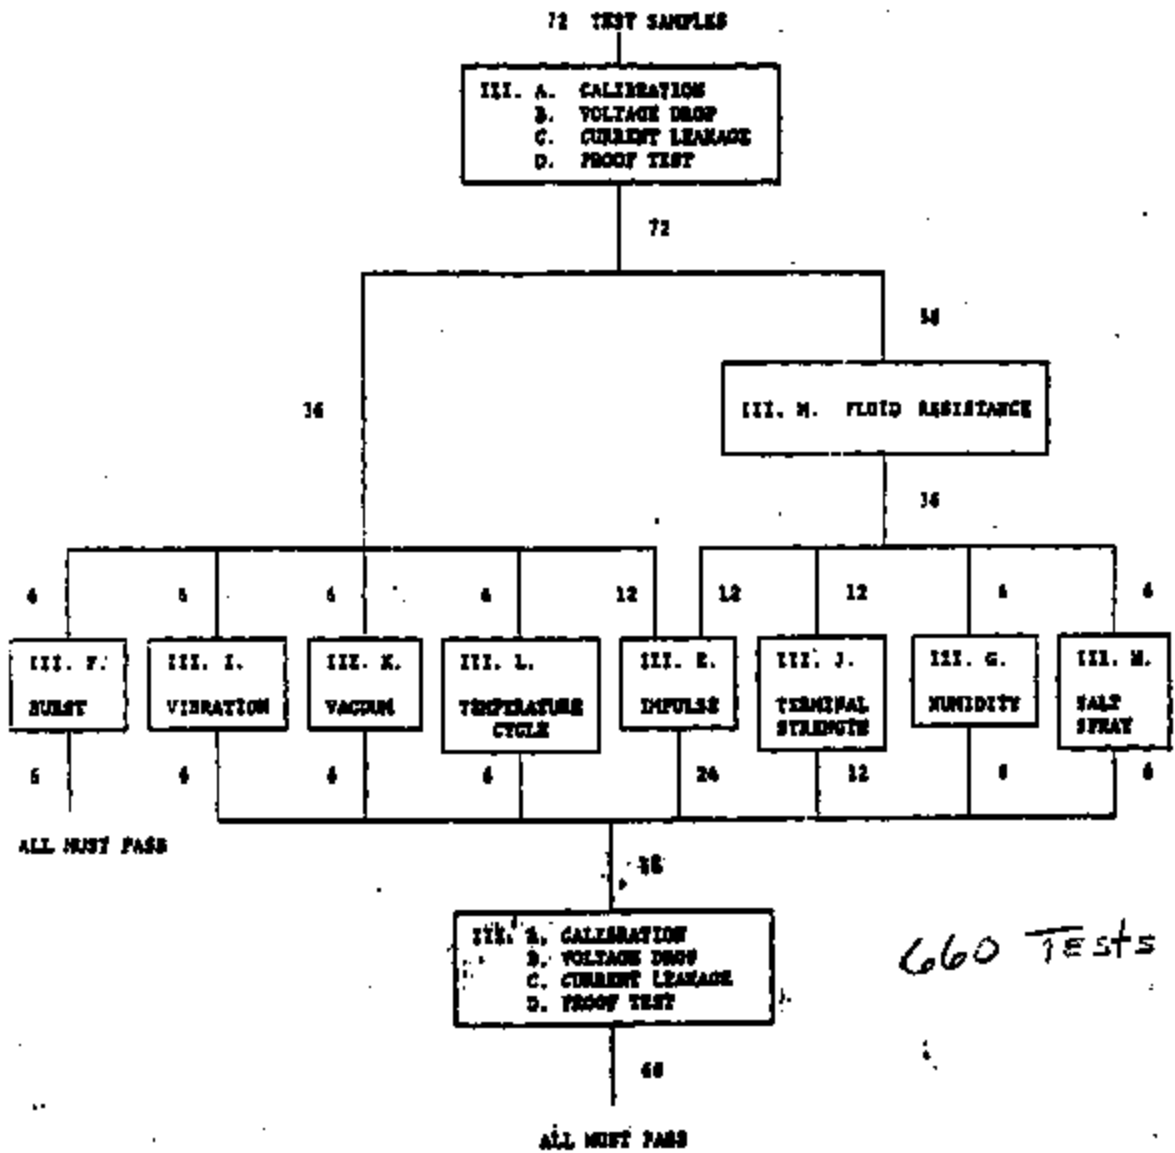 72 TEST SAMPLES
III. A. CALIBRATION
B. VOLTAGE DROP
C. CURRENT LEAKAGE
D. PROOF TEST
72
36
III. M. FLUID RESISTANCE
36
36
6 6 6 6 12 12 12 6 6
III. F. BURST
III. I. VIBRATION
III. K. VACUUM
III. L. TEMPERATURE CYCLE
III. E. IMPULSE
III. J. TERMINAL STRENGTH
III. G. HUMIDITY
III. H. SALT SPRAY
6 6 6 6 24 12 6 6
ALL MUST PASS
III. A. CALIBRATION
B. VOLTAGE DROP
C. CURRENT LEAKAGE
D. PROOF TEST
660 TESts
ALL MUST PASS